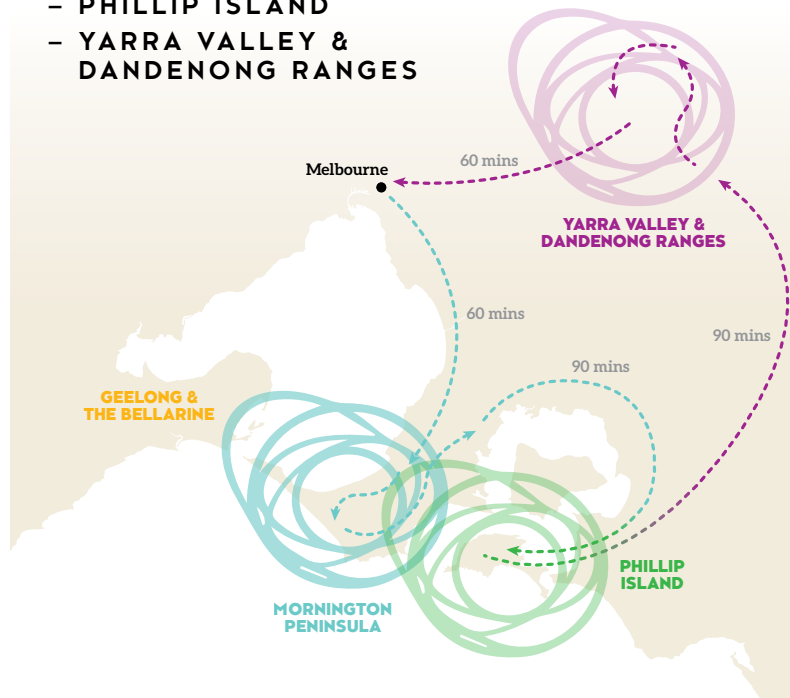 – PHILLIP ISLAND
– YARRA VALLEY &
DANDENONG RANGES
60 mins
Melbourne
YARRA VALLEY &
DANDENONG RANGES
60 mins
90 mins
90 mins
GEELONG &
THE BELLARINE
PHILLIP
ISLAND
MORNINGTON
PENINSULA